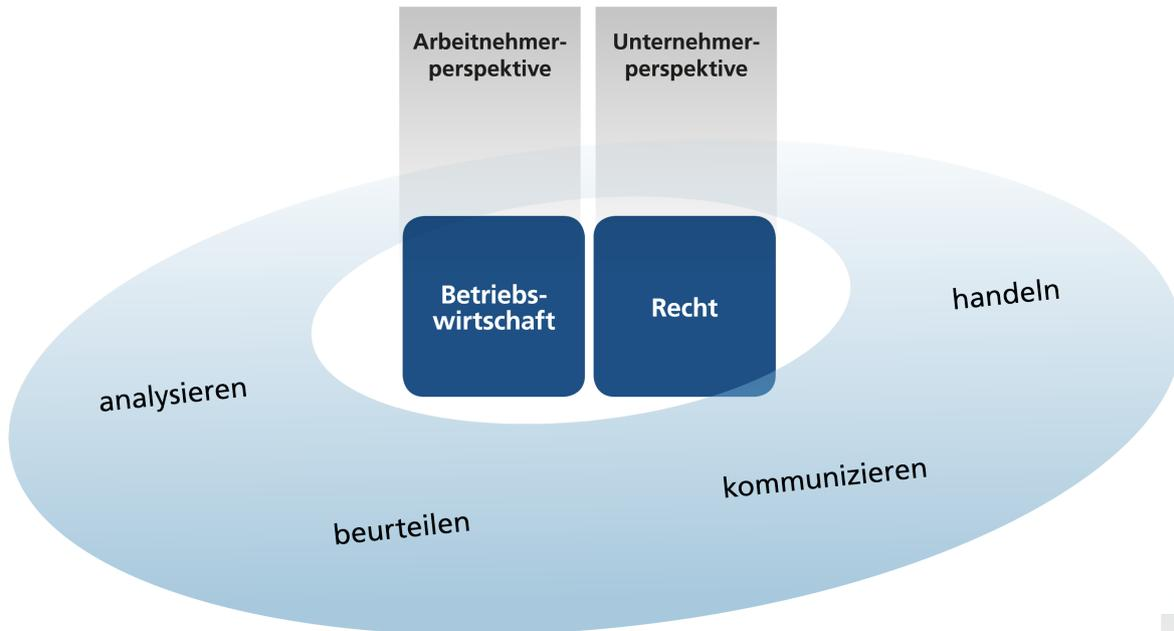 Arbeitnehmer-
perspektive
Unternehmer-
perspektive
Betriebs-
wirtschaft
Recht
handeln
analysieren
kommunizieren
beurteilen